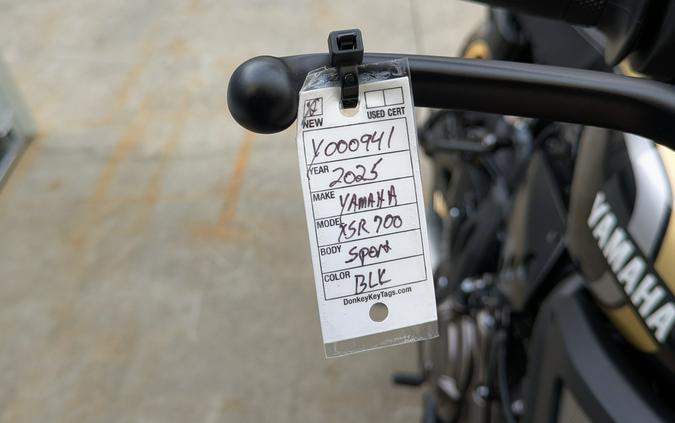 NEW USED CERT
Y000941
YEAR 2025
MAKE YAMAHA
MODEL XSR 700
BODY Sport
COLOR BLK
DonkeyKeyTags.com
YAMAHA